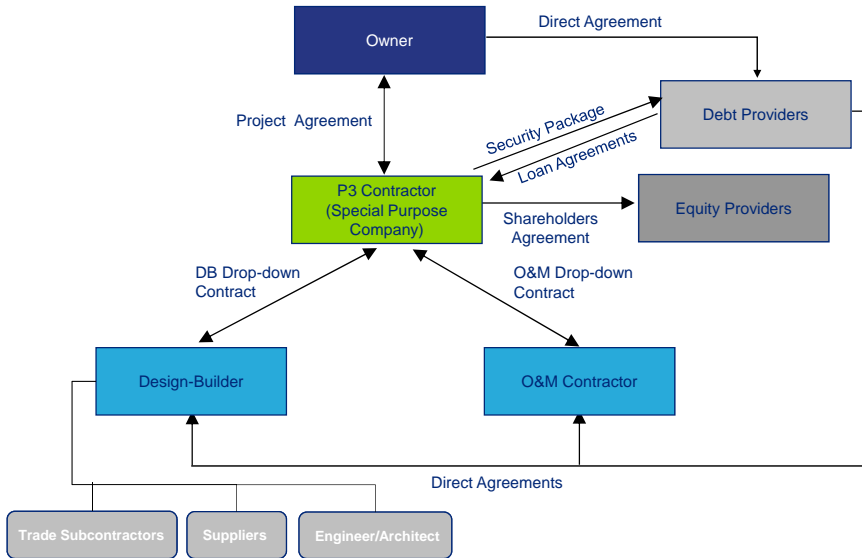 Owner
Direct Agreement
Project Agreement
Security Package
Loan Agreements
Debt Providers
P3 Contractor
(Special Purpose
Company)
Shareholders
Agreement
Equity Providers
DB Drop-down
Contract
O&M Drop-down
Contract
Design-Builder
O&M Contractor
Direct Agreements
Trade Subcontractors
Suppliers
Engineer/Architect